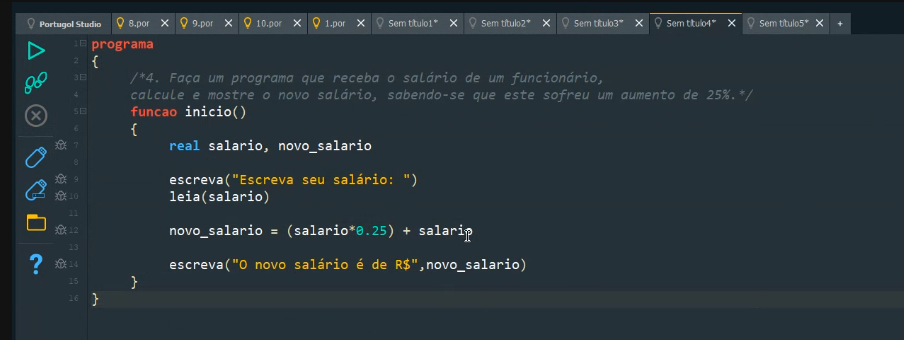 Portugol Studio 8.por 9.por 10.por 1.por Sem título1* Sem título2* Sem título3* Sem título4* Sem título5* +
1 programa
2 {
3 /*4. Faça um programa que receba o salário de um funcionário,
4 calcule e mostre o novo salário, sabendo-se que este sofreu um aumento de 25%.*/
5 funcao inicio()
6 {
7 real salario, novo_salario
8
9 escreva("Escreva seu salário: ")
10 leia(salario)
11
12 novo_salario = (salario*0.25) + salario
13
14 escreva("O novo salário é de R$",novo_salario)
15 }
16 }
?